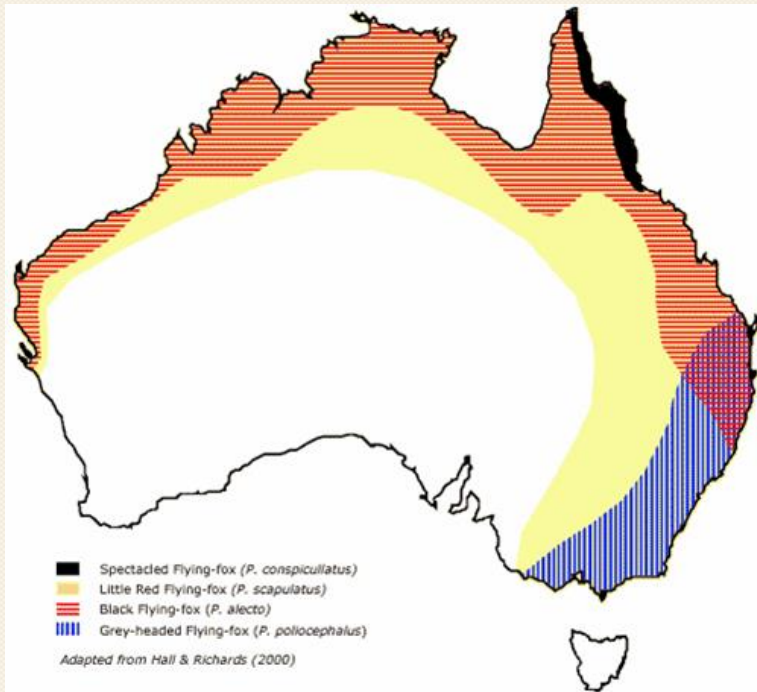 Spectacled Flying-fox (P. conspicullatus)
Little Red Flying-fox (P. scapulatus)
Black Flying-fox (P. alecto)
Grey-headed Flying-fox (P. poliocephalus)
Adapted from Hall & Richards (2000)